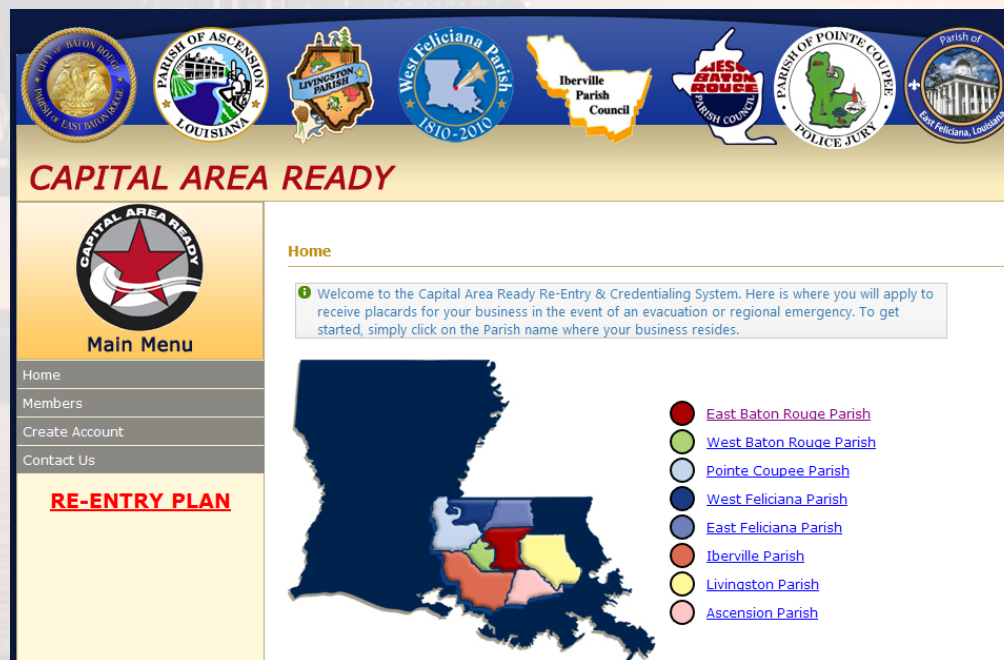 CITY OF BATON ROUGE
PARISH OF EAST BATON ROUGE
PARISH OF ASCENSION
LOUISIANA
LIVINGSTON
PARISH
West Feliciana Parish
1810-2010
Iberville
Parish
Council
WEST
BATON
ROUGE
PARISH COUNCIL
PARISH OF POINTE COUPEE
POLICE JURY
Parish of
East Feliciana, Louisiana
CAPITAL AREA READY
CAPITAL AREA READY
Main Menu
Home
Members
Create Account
Contact Us
RE-ENTRY PLAN
Home
Welcome to the Capital Area Ready Re-Entry & Credentialing System. Here is where you will apply to
receive placards for your business in the event of an evacuation or regional emergency. To get
started, simply click on the Parish name where your business resides.
East Baton Rouge Parish
West Baton Rouge Parish
Pointe Coupee Parish
West Feliciana Parish
East Feliciana Parish
Iberville Parish
Livingston Parish
Ascension Parish